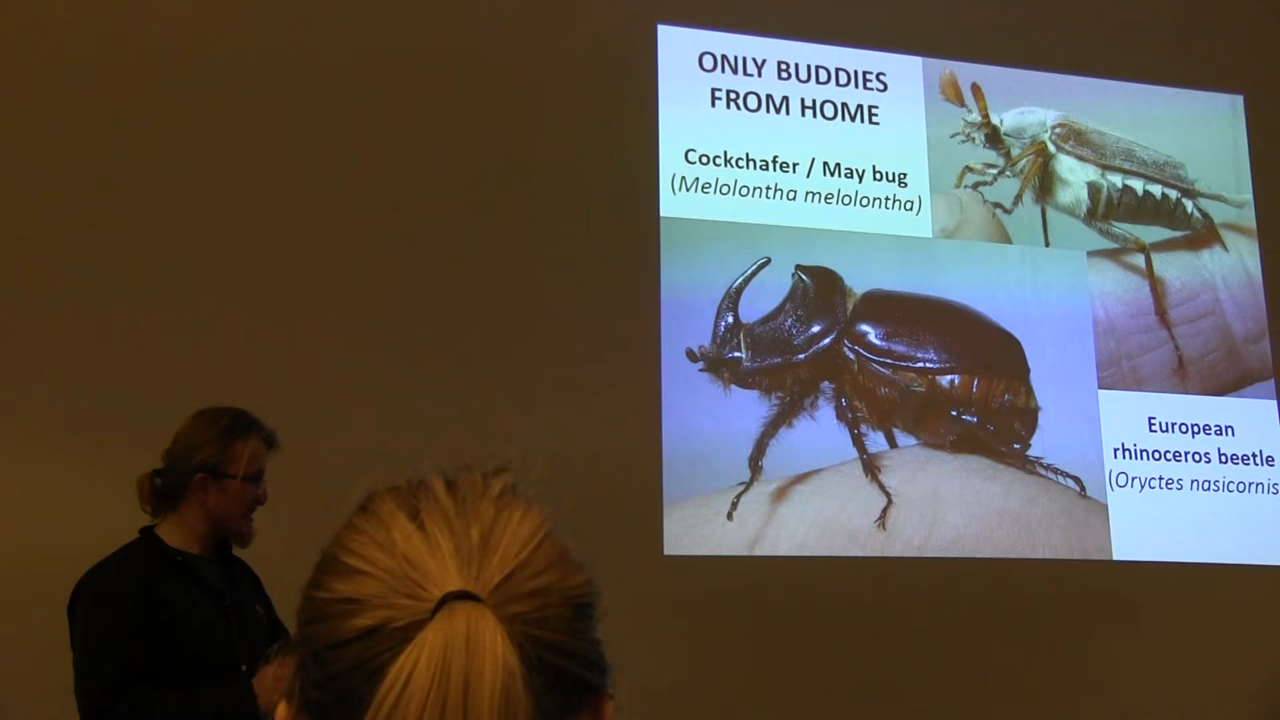 ONLY BUDDIES
FROM HOME
Cockchafer / May bug
(Melolontha melolontha)
European
rhinoceros beetle
(Oryctes nasicornis